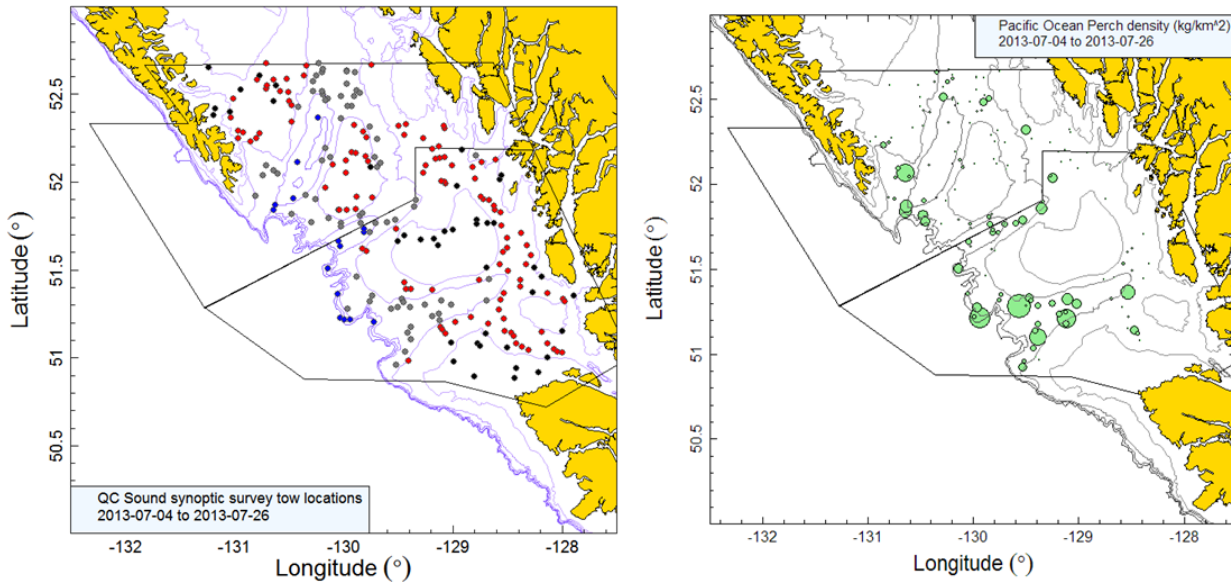 52.5
52
51.5
51
50.5
Latitude (°)
-132
-131
-130
-129
-128
Longitude (°)
QC Sound synoptic survey tow locations
2013-07-04 to 2013-07-26
Pacific Ocean Perch density (kg/km^2)
2013-07-04 to 2013-07-26
52.5
52
51.5
51
50.5
Latitude (°)
-132
-131
-130
-129
-128
Longitude (°)